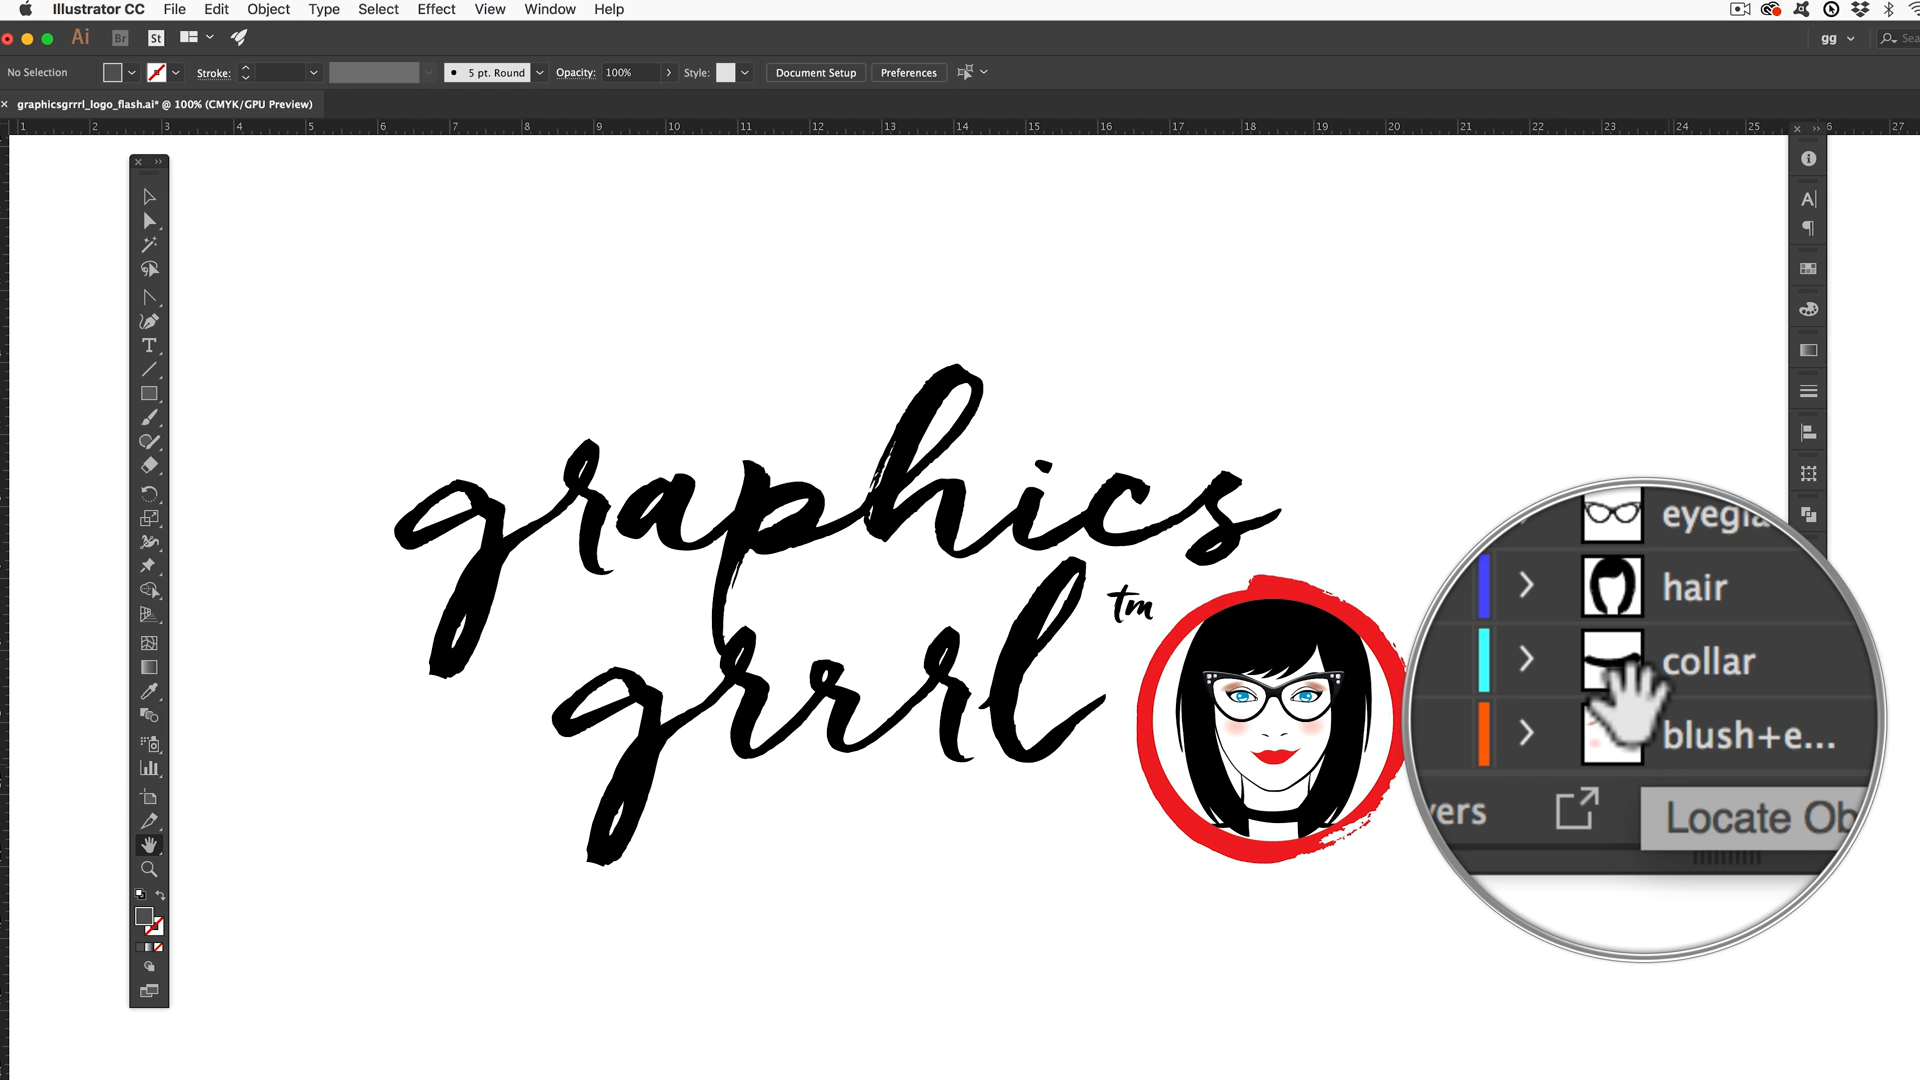 Illustrator CC File Edit Object Type Select Effect View Window Help
Ai Br St gg
No Selection Stroke: 5 pt. Round Opacity: 100% Style: Document Setup Preferences
graphicsgrrrl_logo_flash.ai* @ 100% (CMYK/GPU Preview)
1 2 3 4 5 6 7 8 9 10 11 12 13 14 15 16 17 18 19 20 21 22 23 24 25 6 27
graphics
grrrl tm
hair
collar
blush+e...
Locate